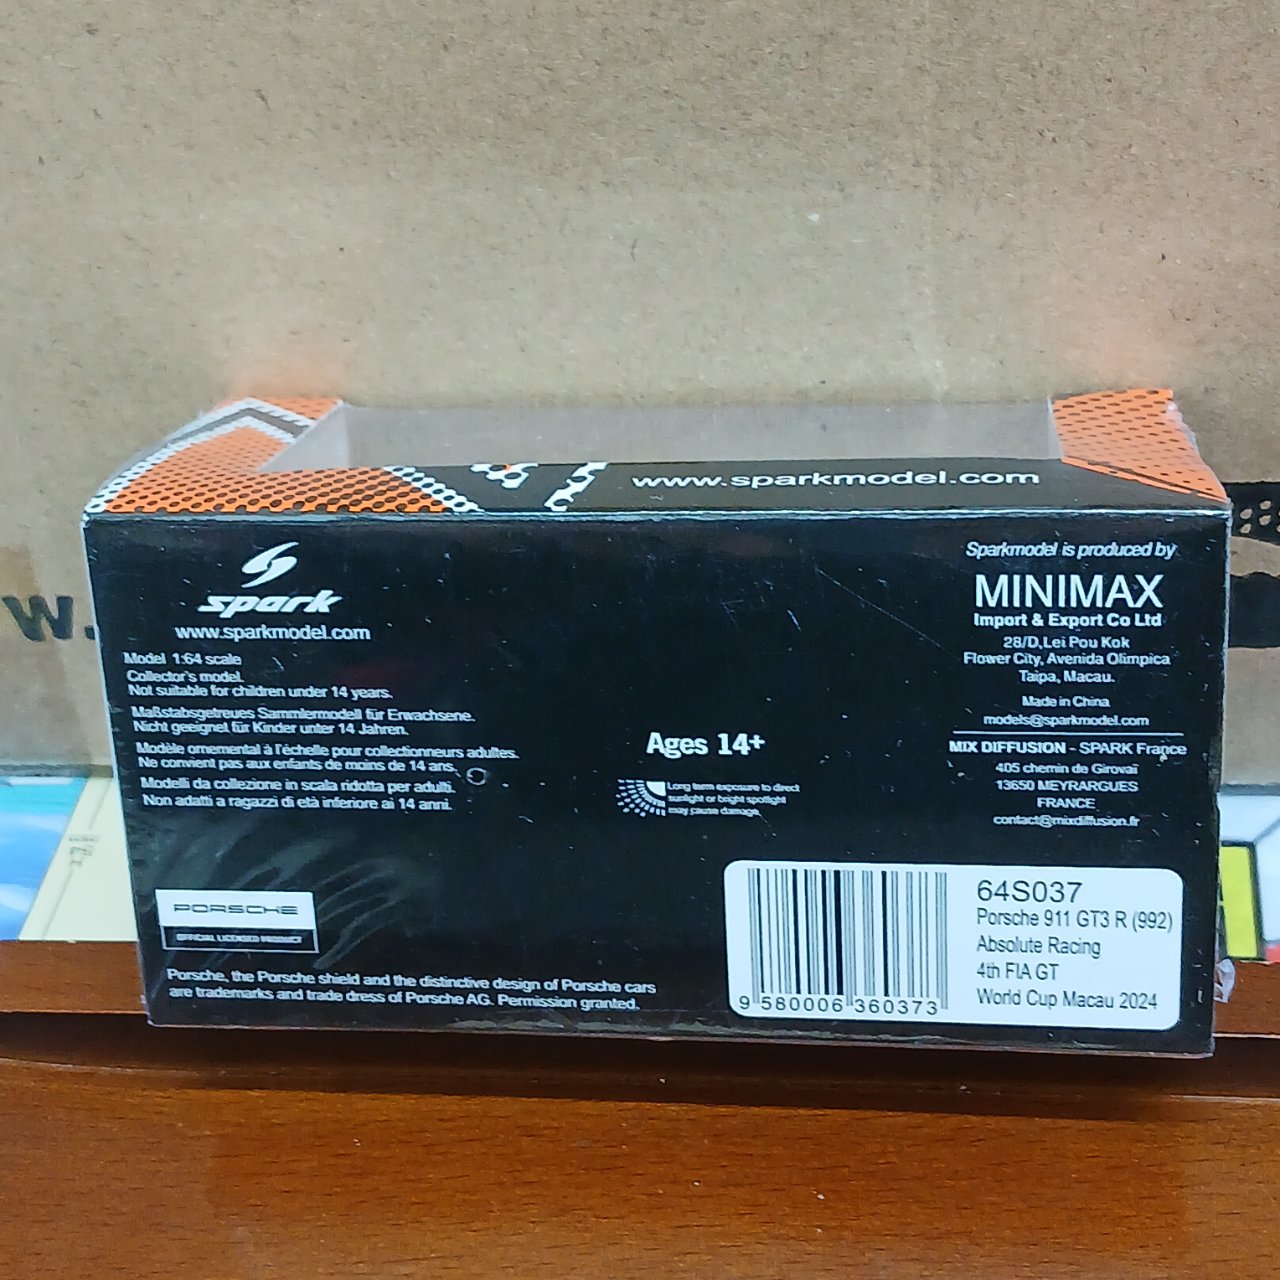 www.sparkmodel.com
spark
www.sparkmodel.com
Model 1:64 scale
Collector's model.
Not suitable for children under 14 years.
Maßstabsgetreues Sammlermodell für Erwachsene.
Nicht geeignet für Kinder unter 14 Jahren.
Modèle ornemental à l'échelle pour collectionneurs adultes.
Ne convient pas aux enfants de moins de 14 ans.
Modelli da collezione in scala ridotta per adulti.
Non adatti a ragazzi di età inferiore ai 14 anni.
PORSCHE
OFFICIAL LICENSED PRODUCT
Porsche, the Porsche shield and the distinctive design of Porsche cars
are trademarks and trade dress of Porsche AG. Permission granted.
Ages 14+
Long term exposure to direct
sunlight or bright spotlight
may cause damage.
Sparkmodel is produced by
MINIMAX
Import & Export Co Ltd
28/D,Lei Pou Kok
Flower City, Avenida Olimpica
Taipa, Macau.
Made in China
models@sparkmodel.com
MIX DIFFUSION - SPARK France
405 chemin de Girovaï
13650 MEYRARGUES
FRANCE
contact@mixdiffusion.fr
9 580006 360373
64S037
Porsche 911 GT3 R (992)
Absolute Racing
4th FIA GT
World Cup Macau 2024
w.